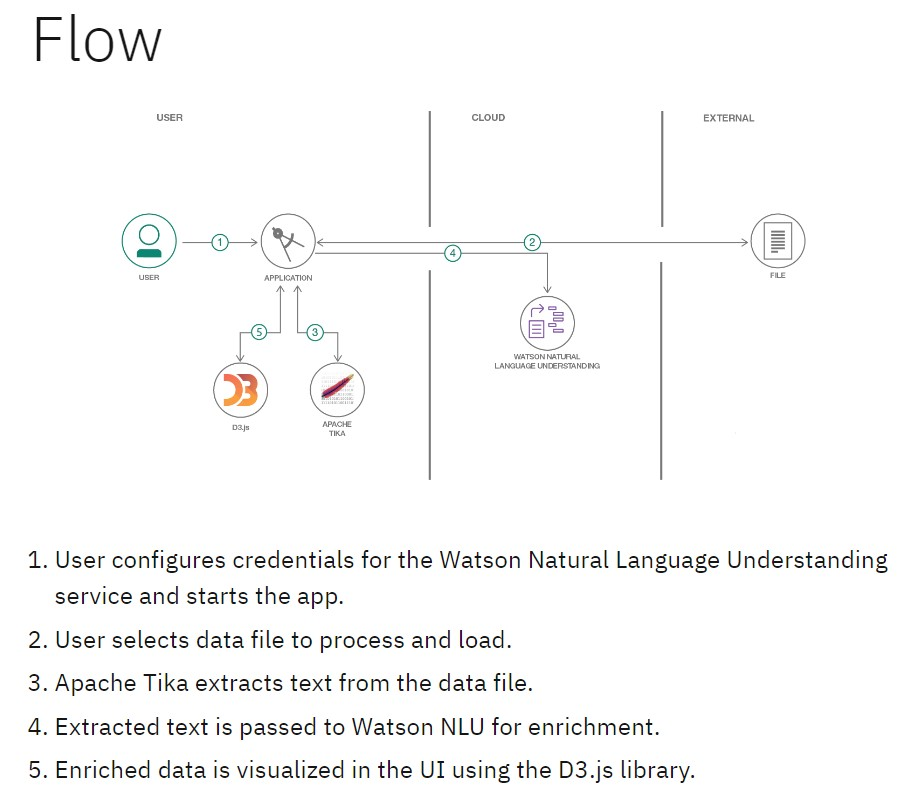 Flow
USER
CLOUD
EXTERNAL
1
2
4
USER
APPLICATION
FILE
5
3
WATSON NATURAL
LANGUAGE UNDERSTANDING
D3.js
APACHE
TIKA
1. User configures credentials for the Watson Natural Language Understanding
service and starts the app.
2. User selects data file to process and load.
3. Apache Tika extracts text from the data file.
4. Extracted text is passed to Watson NLU for enrichment.
5. Enriched data is visualized in the UI using the D3.js library.